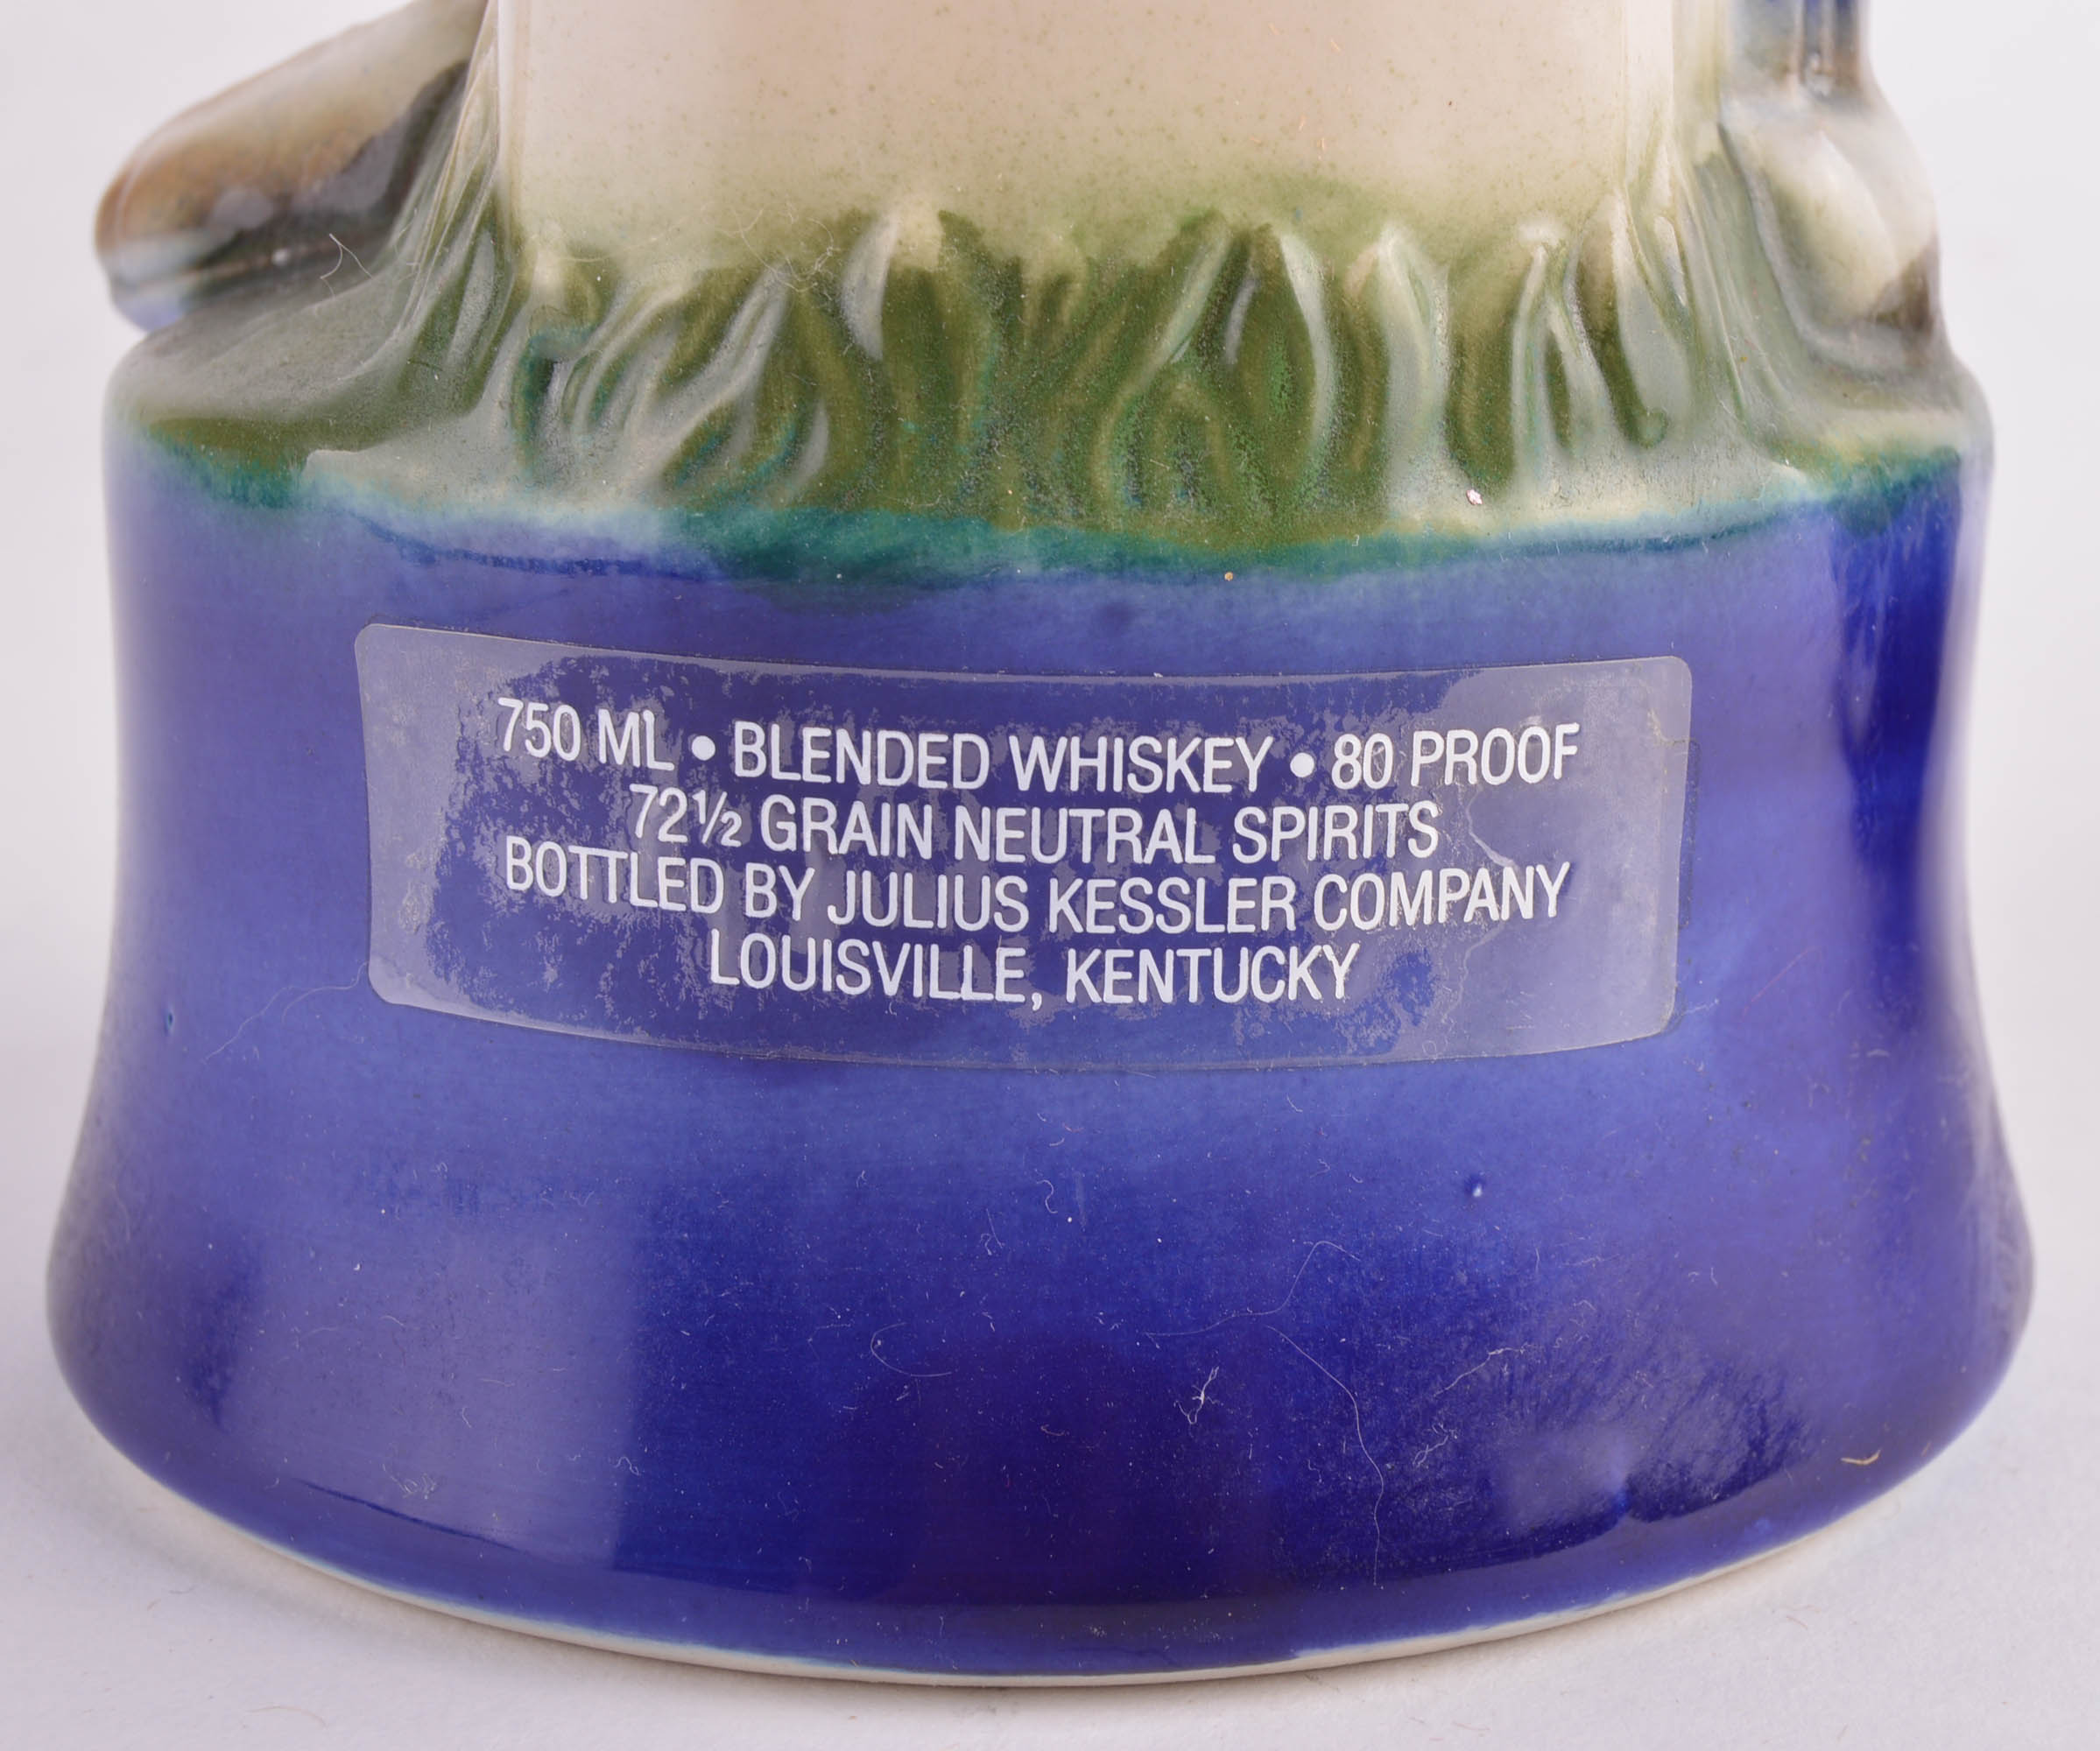 750 ML • BLENDED WHISKEY • 80 PROOF
72½ GRAIN NEUTRAL SPIRITS
BOTTLED BY JULIUS KESSLER COMPANY
LOUISVILLE, KENTUCKY